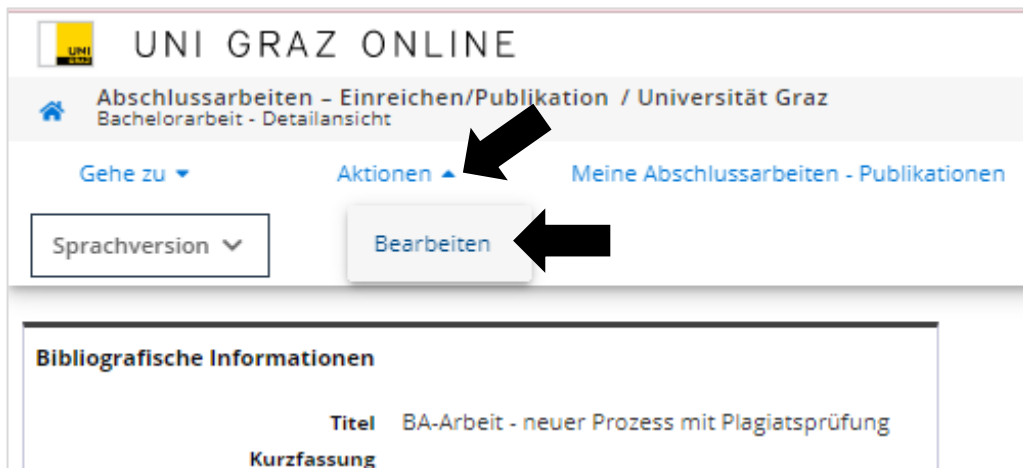 UNI
GRAZ
UNI GRAZ ONLINE
Abschlussarbeiten – Einreichen/Publikation / Universität Graz
Bachelorarbeit - Detailansicht
Gehe zu Aktionen Meine Abschlussarbeiten - Publikationen
Sprachversion Bearbeiten
Bibliografische Informationen
Titel BA-Arbeit - neuer Prozess mit Plagiatsprüfung
Kurzfassung